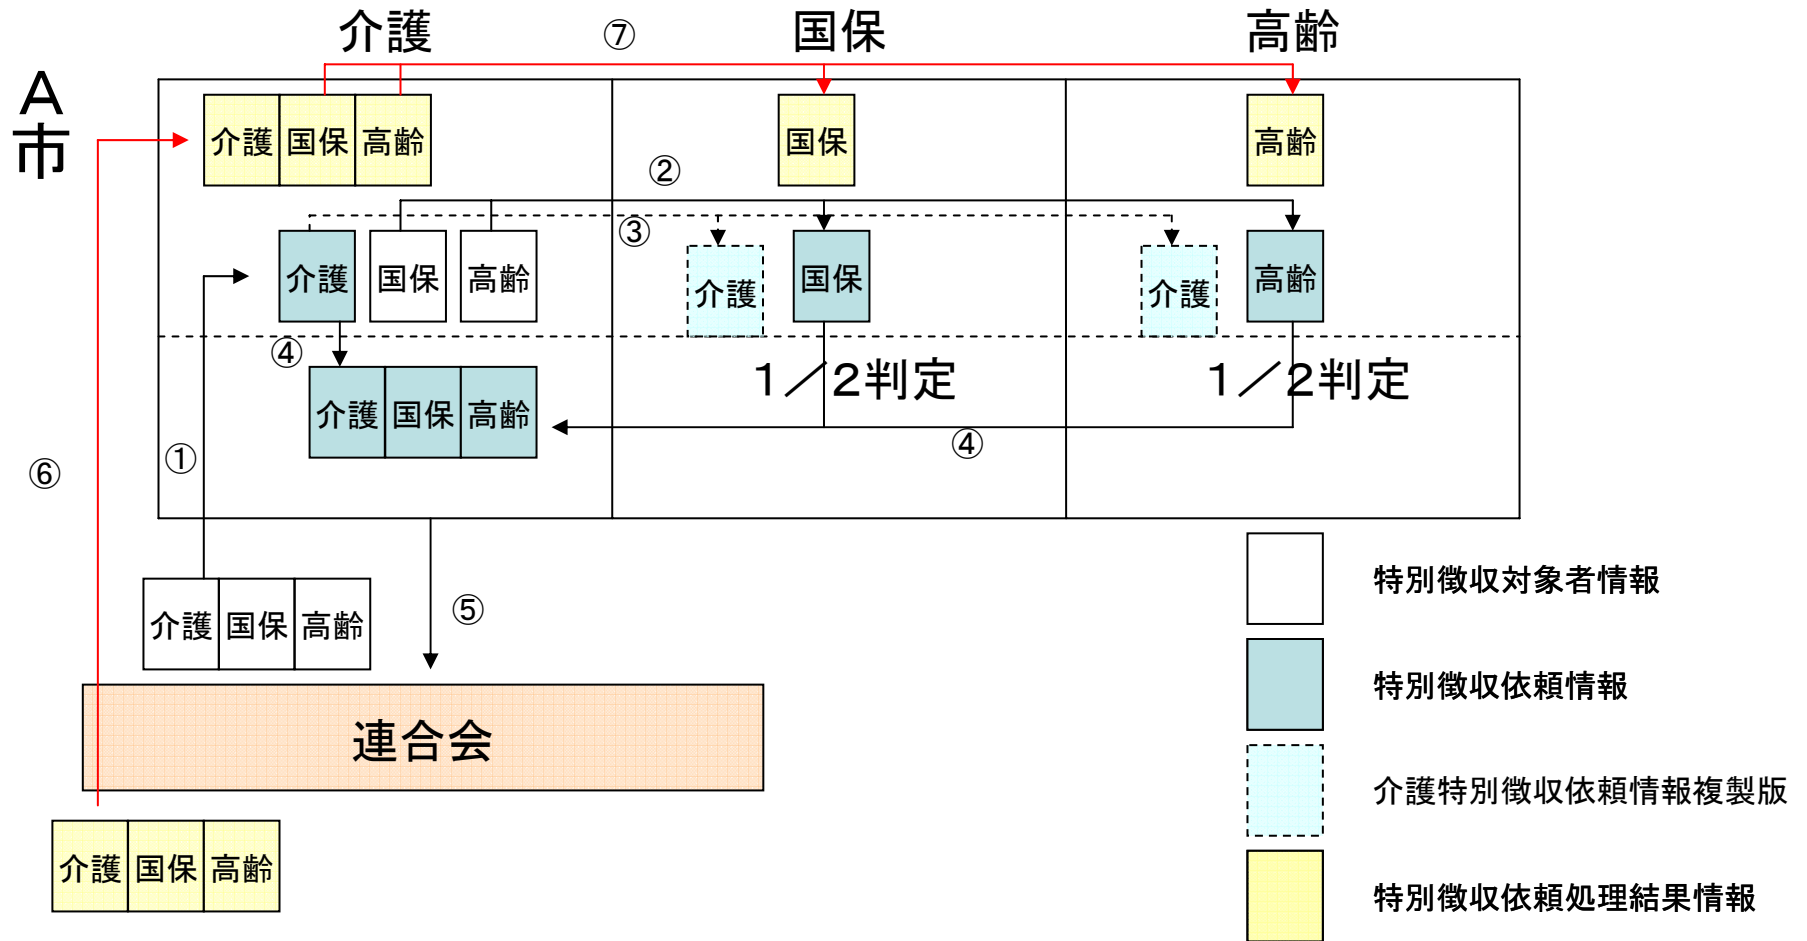 介護
⑦
国保
高齢
A
市
介護 国保 高齢
国保
高齢
②
③
介護
国保
高齢
介護
国保
介護
高齢
④
1／2判定
1／2判定
介護 国保 高齢
④
①
⑥
介護 国保 高齢
⑤
連合会
介護 国保 高齢
特別徴収対象者情報
特別徴収依頼情報
介護特別徴収依頼情報複製版
特別徴収依頼処理結果情報